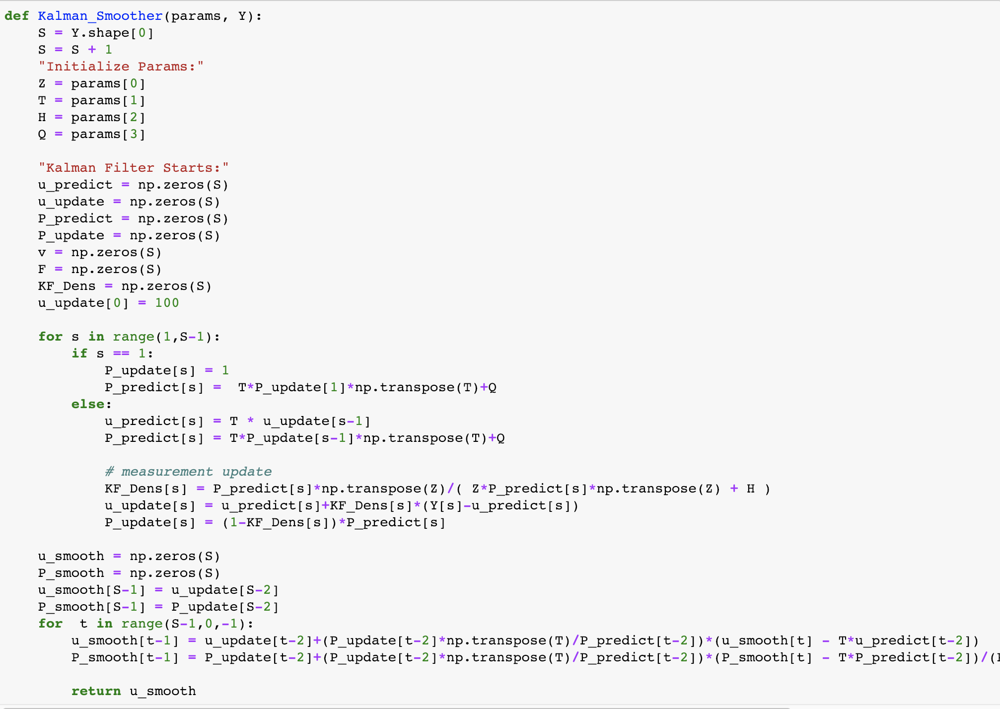 def Kalman_Smoother(params, Y):
    S = Y.shape[0]
    S = S + 1
    "Initialize Params:"
    Z = params[0]
    T = params[1]
    H = params[2]
    Q = params[3]

    "Kalman Filter Starts:"
    u_predict = np.zeros(S)
    u_update = np.zeros(S)
    P_predict = np.zeros(S)
    P_update = np.zeros(S)
    v = np.zeros(S)
    F = np.zeros(S)
    KF_Dens = np.zeros(S)
    u_update[0] = 100

    for s in range(1,S-1):
        if s == 1:
            P_update[s] = 1
            P_predict[s] =  T*P_update[1]*np.transpose(T)+Q
        else:
            u_predict[s] = T * u_update[s-1]
            P_predict[s] = T*P_update[s-1]*np.transpose(T)+Q

            # measurement update
            KF_Dens[s] = P_predict[s]*np.transpose(Z)/( Z*P_predict[s]*np.transpose(Z) + H )
            u_update[s] = u_predict[s]+KF_Dens[s]*(Y[s]-u_predict[s])
            P_update[s] = (1-KF_Dens[s])*P_predict[s]

    u_smooth = np.zeros(S)
    P_smooth = np.zeros(S)
    u_smooth[S-1] = u_update[S-2]
    P_smooth[S-1] = P_update[S-2]
    for  t in range(S-1,0,-1):
        u_smooth[t-1] = u_update[t-2]+(P_update[t-2]*np.transpose(T)/P_predict[t-2])*(u_smooth[t] - T*u_predict[t-2])
        P_smooth[t-1] = P_update[t-2]+(P_update[t-2]*np.transpose(T)/P_predict[t-2])*(P_smooth[t] - T*P_predict[t-2])/(

        return u_smooth